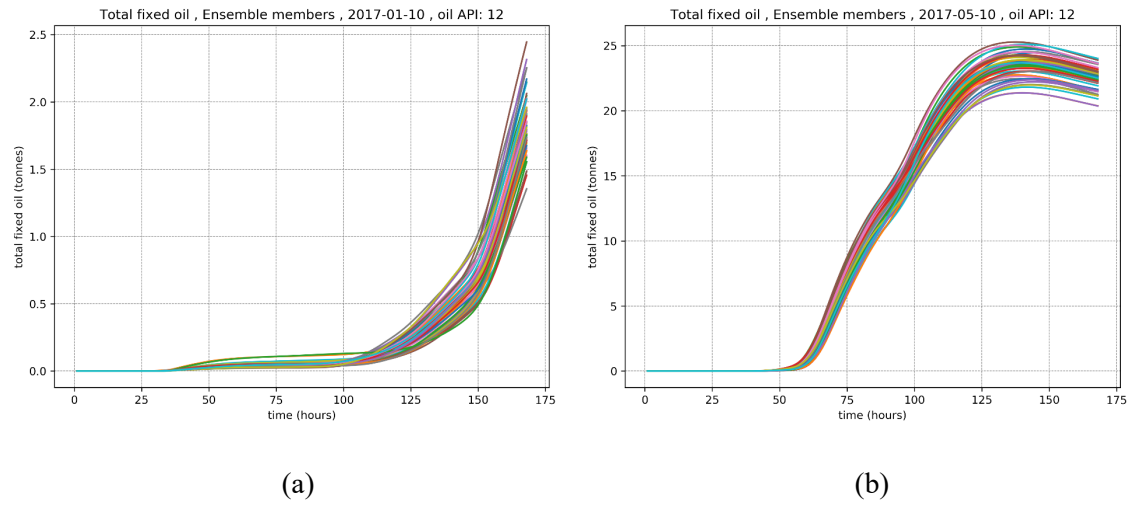 Total fixed oil , Ensemble members , 2017-01-10 , oil API: 12
2.5
2.0
1.5
1.0
0.5
0.0
total fixed oil (tonnes)
0 25 50 75 100 125 150 175
time (hours)
(a)
Total fixed oil , Ensemble members , 2017-05-10 , oil API: 12
25
20
15
10
5
0
total fixed oil (tonnes)
0 25 50 75 100 125 150 175
time (hours)
(b)